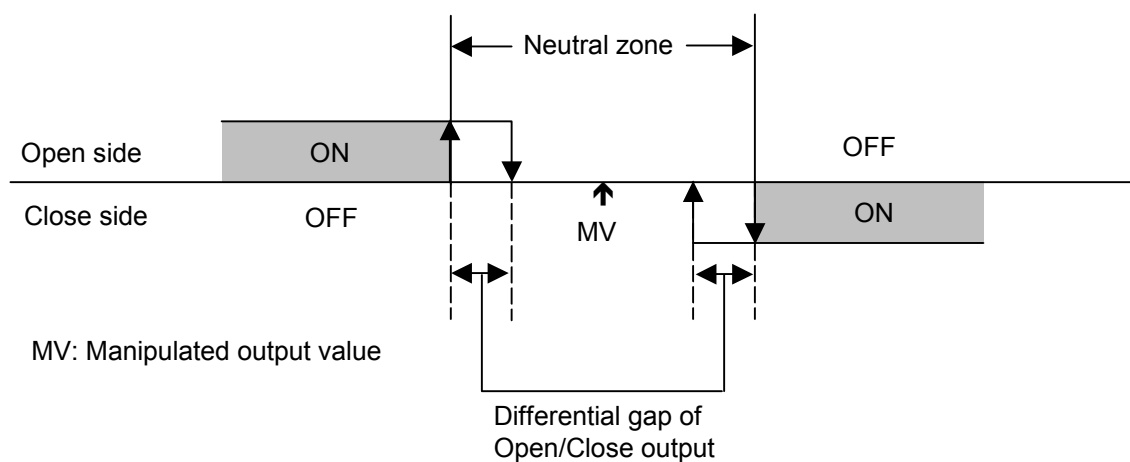 Neutral zone
Open side
ON
OFF
Close side
OFF
MV
ON
MV: Manipulated output value
Differential gap of
Open/Close output